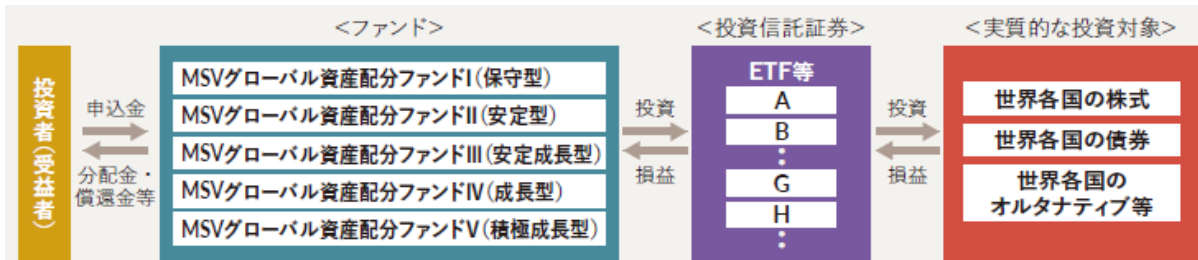 <ファンド>
<投資信託証券>
<実質的な投資対象>
投資者(受益者)
申込金
分配金・
償還金等
MSVグローバル資産配分ファンドI(保守型)
MSVグローバル資産配分ファンドII(安定型)
MSVグローバル資産配分ファンドIII(安定成長型)
MSVグローバル資産配分ファンドIV(成長型)
MSVグローバル資産配分ファンドV(積極成長型)
投資
損益
ETF等
A
B
⋮
G
H
⋮
投資
損益
世界各国の株式
世界各国の債券
世界各国の
オルタナティブ等